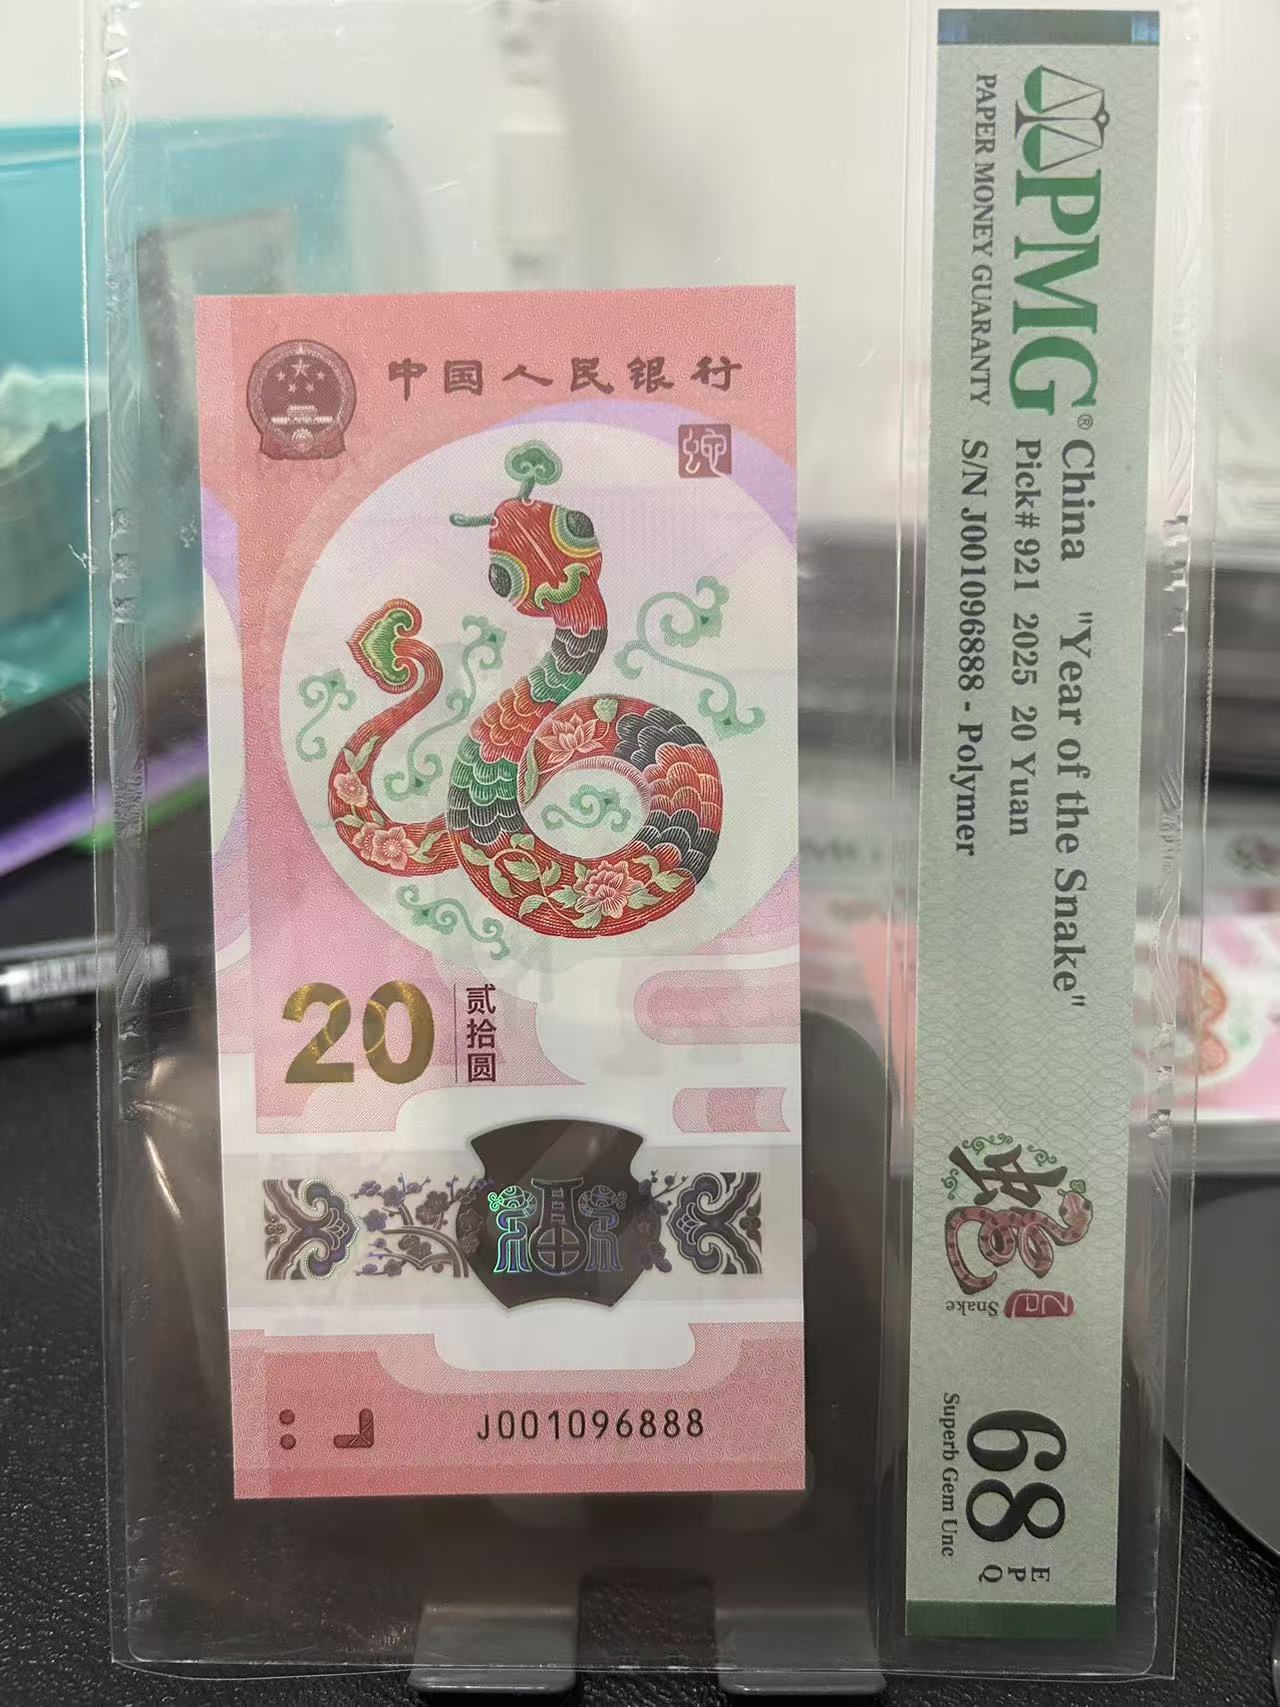 中国人民银行
蛇
20
贰拾圆
J001096888
PMG®
PAPER MONEY GUARANTY
China "Year of the Snake"
Pick# 921 2025 20 Yuan
S/N J001096888 - Polymer
Snake
68
EPQ
Superb Gem Unc